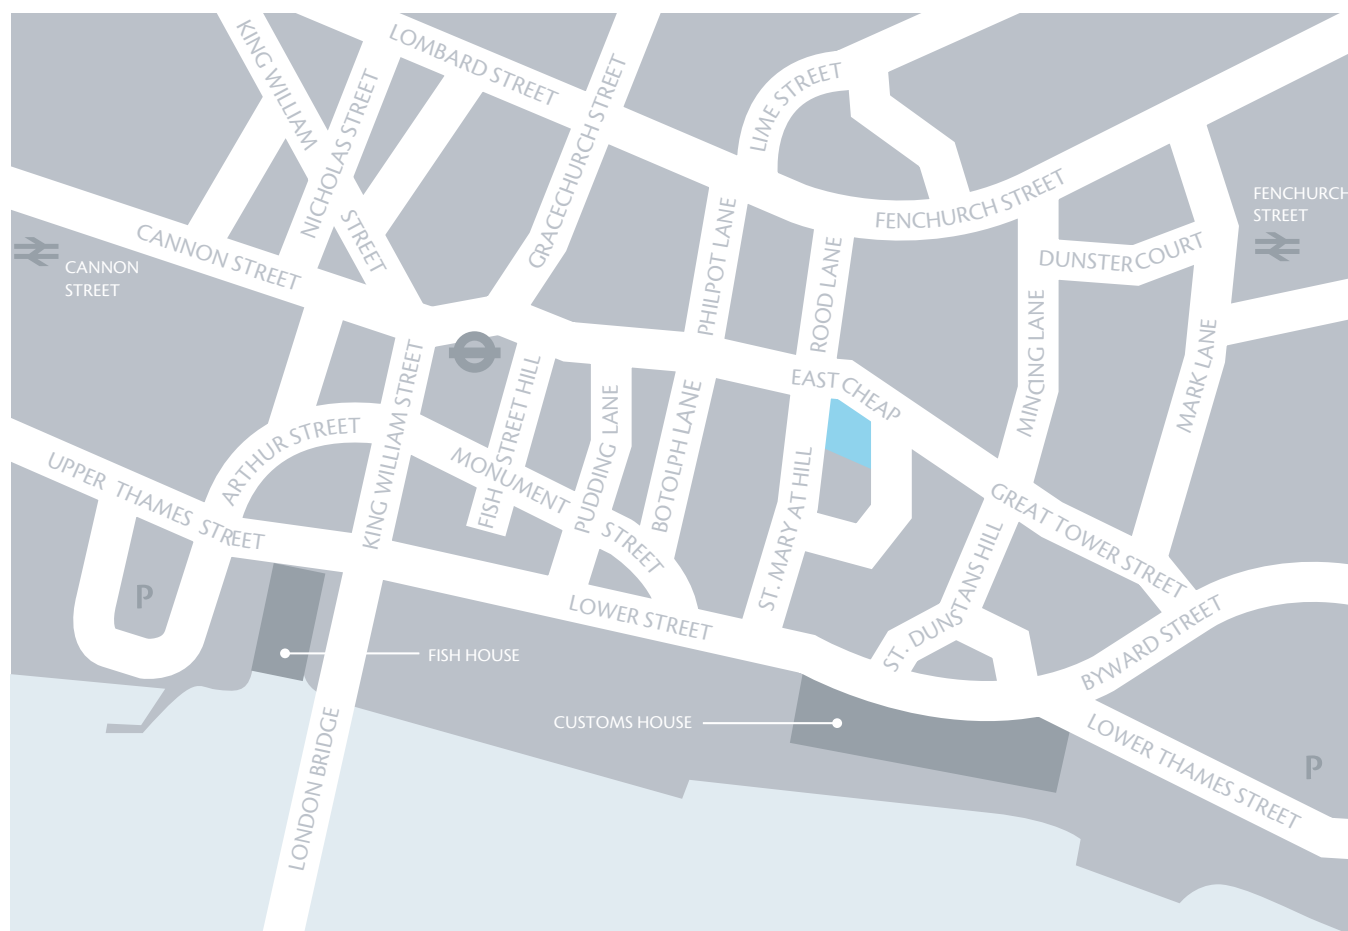 KING WILLIAM
STREET
LOMBARD STREET
NICHOLAS STREET
GRACECHURCH STREET
LIME STREET
FENCHURCH STREET
FENCHURCH
STREET
CANNON STREET
CANNON
STREET
PHILPOT LANE
ROOD LANE
DUNSTER COURT
MINCING LANE
MARK LANE
EAST CHEAP
KING WILLIAM STREET
FISH STREET HILL
PUDDING LANE
BOTOLPH LANE
ARTHUR STREET
MONUMENT STREET
UPPER THAMES STREET
ST. MARY AT HILL
GREAT TOWER STREET
ST. DUNSTANS HILL
P
LOWER STREET
BYWARD STREET
FISH HOUSE
CUSTOMS HOUSE
LOWER THAMES STREET
P
LONDON BRIDGE